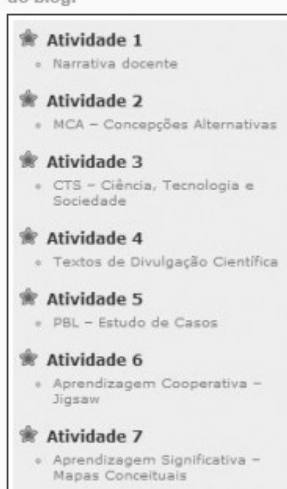 do blog.
Atividade 1
Narrativa docente
Atividade 2
MCA – Concepções Alternativas
Atividade 3
CTS – Ciência, Tecnologia e
Sociedade
Atividade 4
Textos de Divulgação Científica
Atividade 5
PBL – Estudo de Casos
Atividade 6
Aprendizagem Cooperativa –
Jigsaw
Atividade 7
Aprendizagem Significativa –
Mapas Conceituais